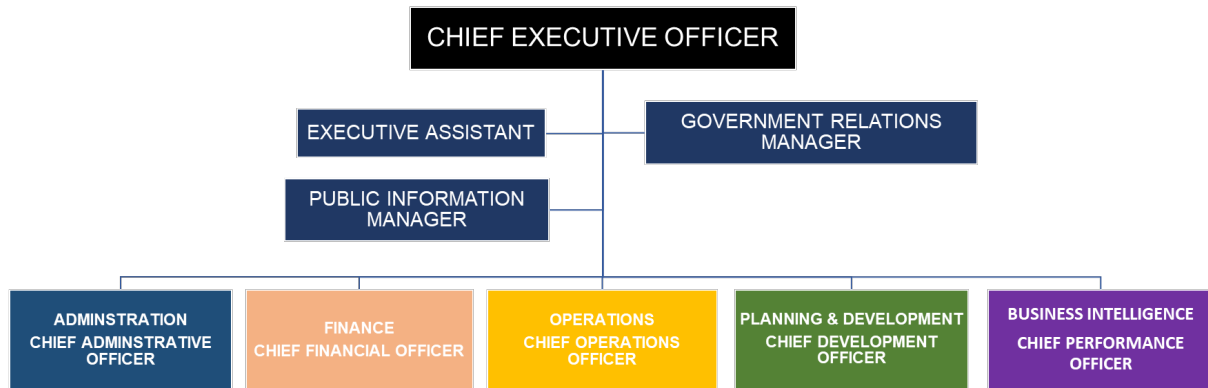 CHIEF EXECUTIVE OFFICER
EXECUTIVE ASSISTANT
GOVERNMENT RELATIONS
MANAGER
PUBLIC INFORMATION
MANAGER
ADMINSTRATION
CHIEF ADMINSTRATIVE
OFFICER
FINANCE
CHIEF FINANCIAL OFFICER
OPERATIONS
CHIEF OPERATIONS
OFFICER
PLANNING & DEVELOPMENT
CHIEF DEVELOPMENT
OFFICER
BUSINESS INTELLIGENCE
CHIEF PERFORMANCE
OFFICER